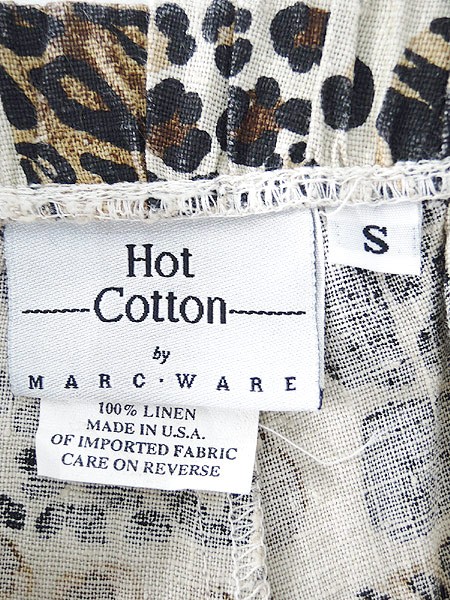 Hot
Cotton
by
MARC·WARE
S
100% LINEN
MADE IN U.S.A.
OF IMPORTED FABRIC
CARE ON REVERSE